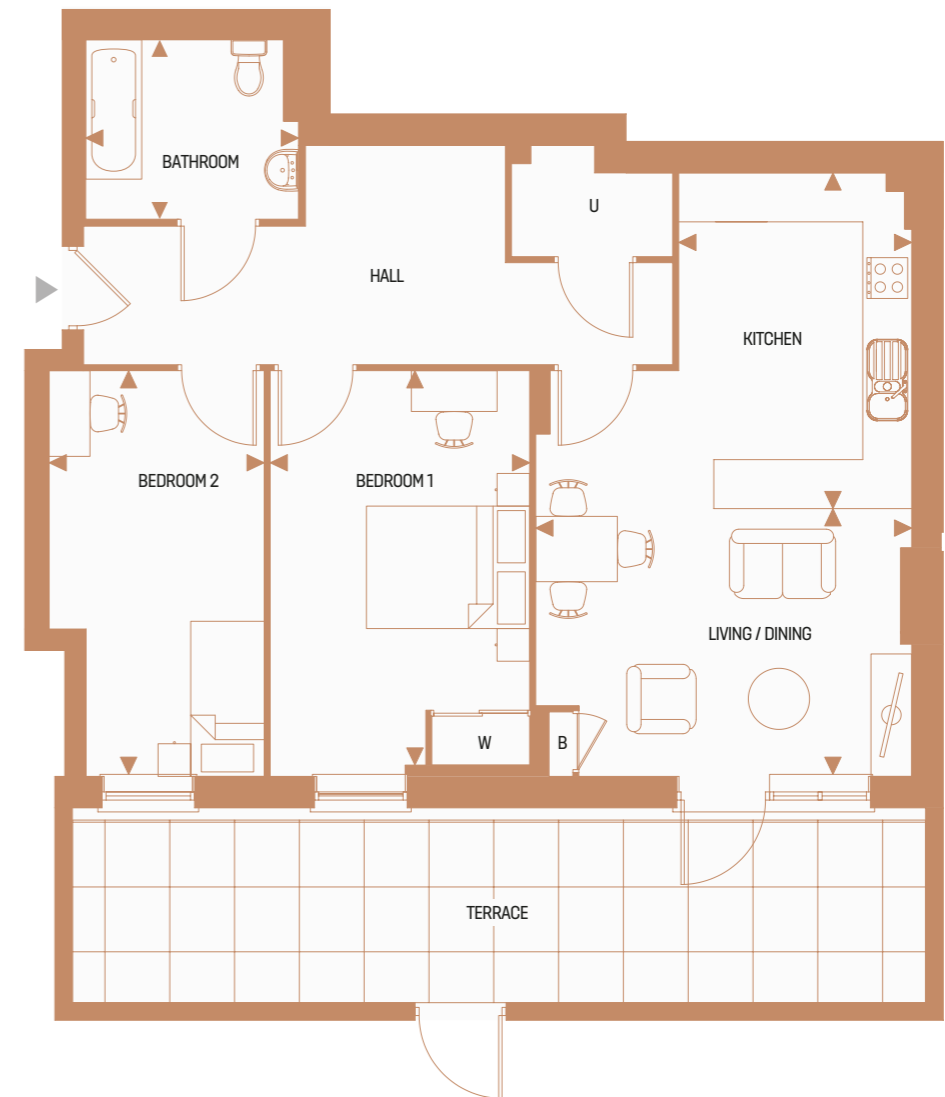 BATHROOM
U
HALL
KITCHEN
BEDROOM 2
BEDROOM 1
LIVING / DINING
W
B
TERRACE